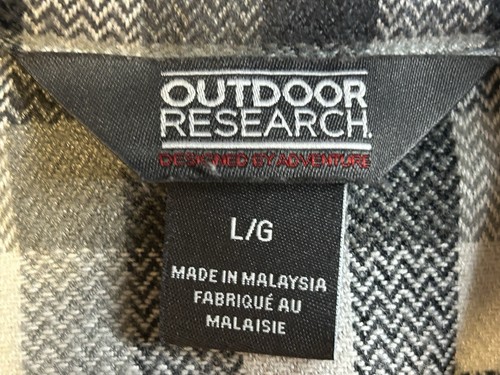 OUTDOOR
RESEARCH
DESIGNED BY ADVENTURE
L/G
MADE IN MALAYSIA
FABRIQUÉ AU
MALAISIE